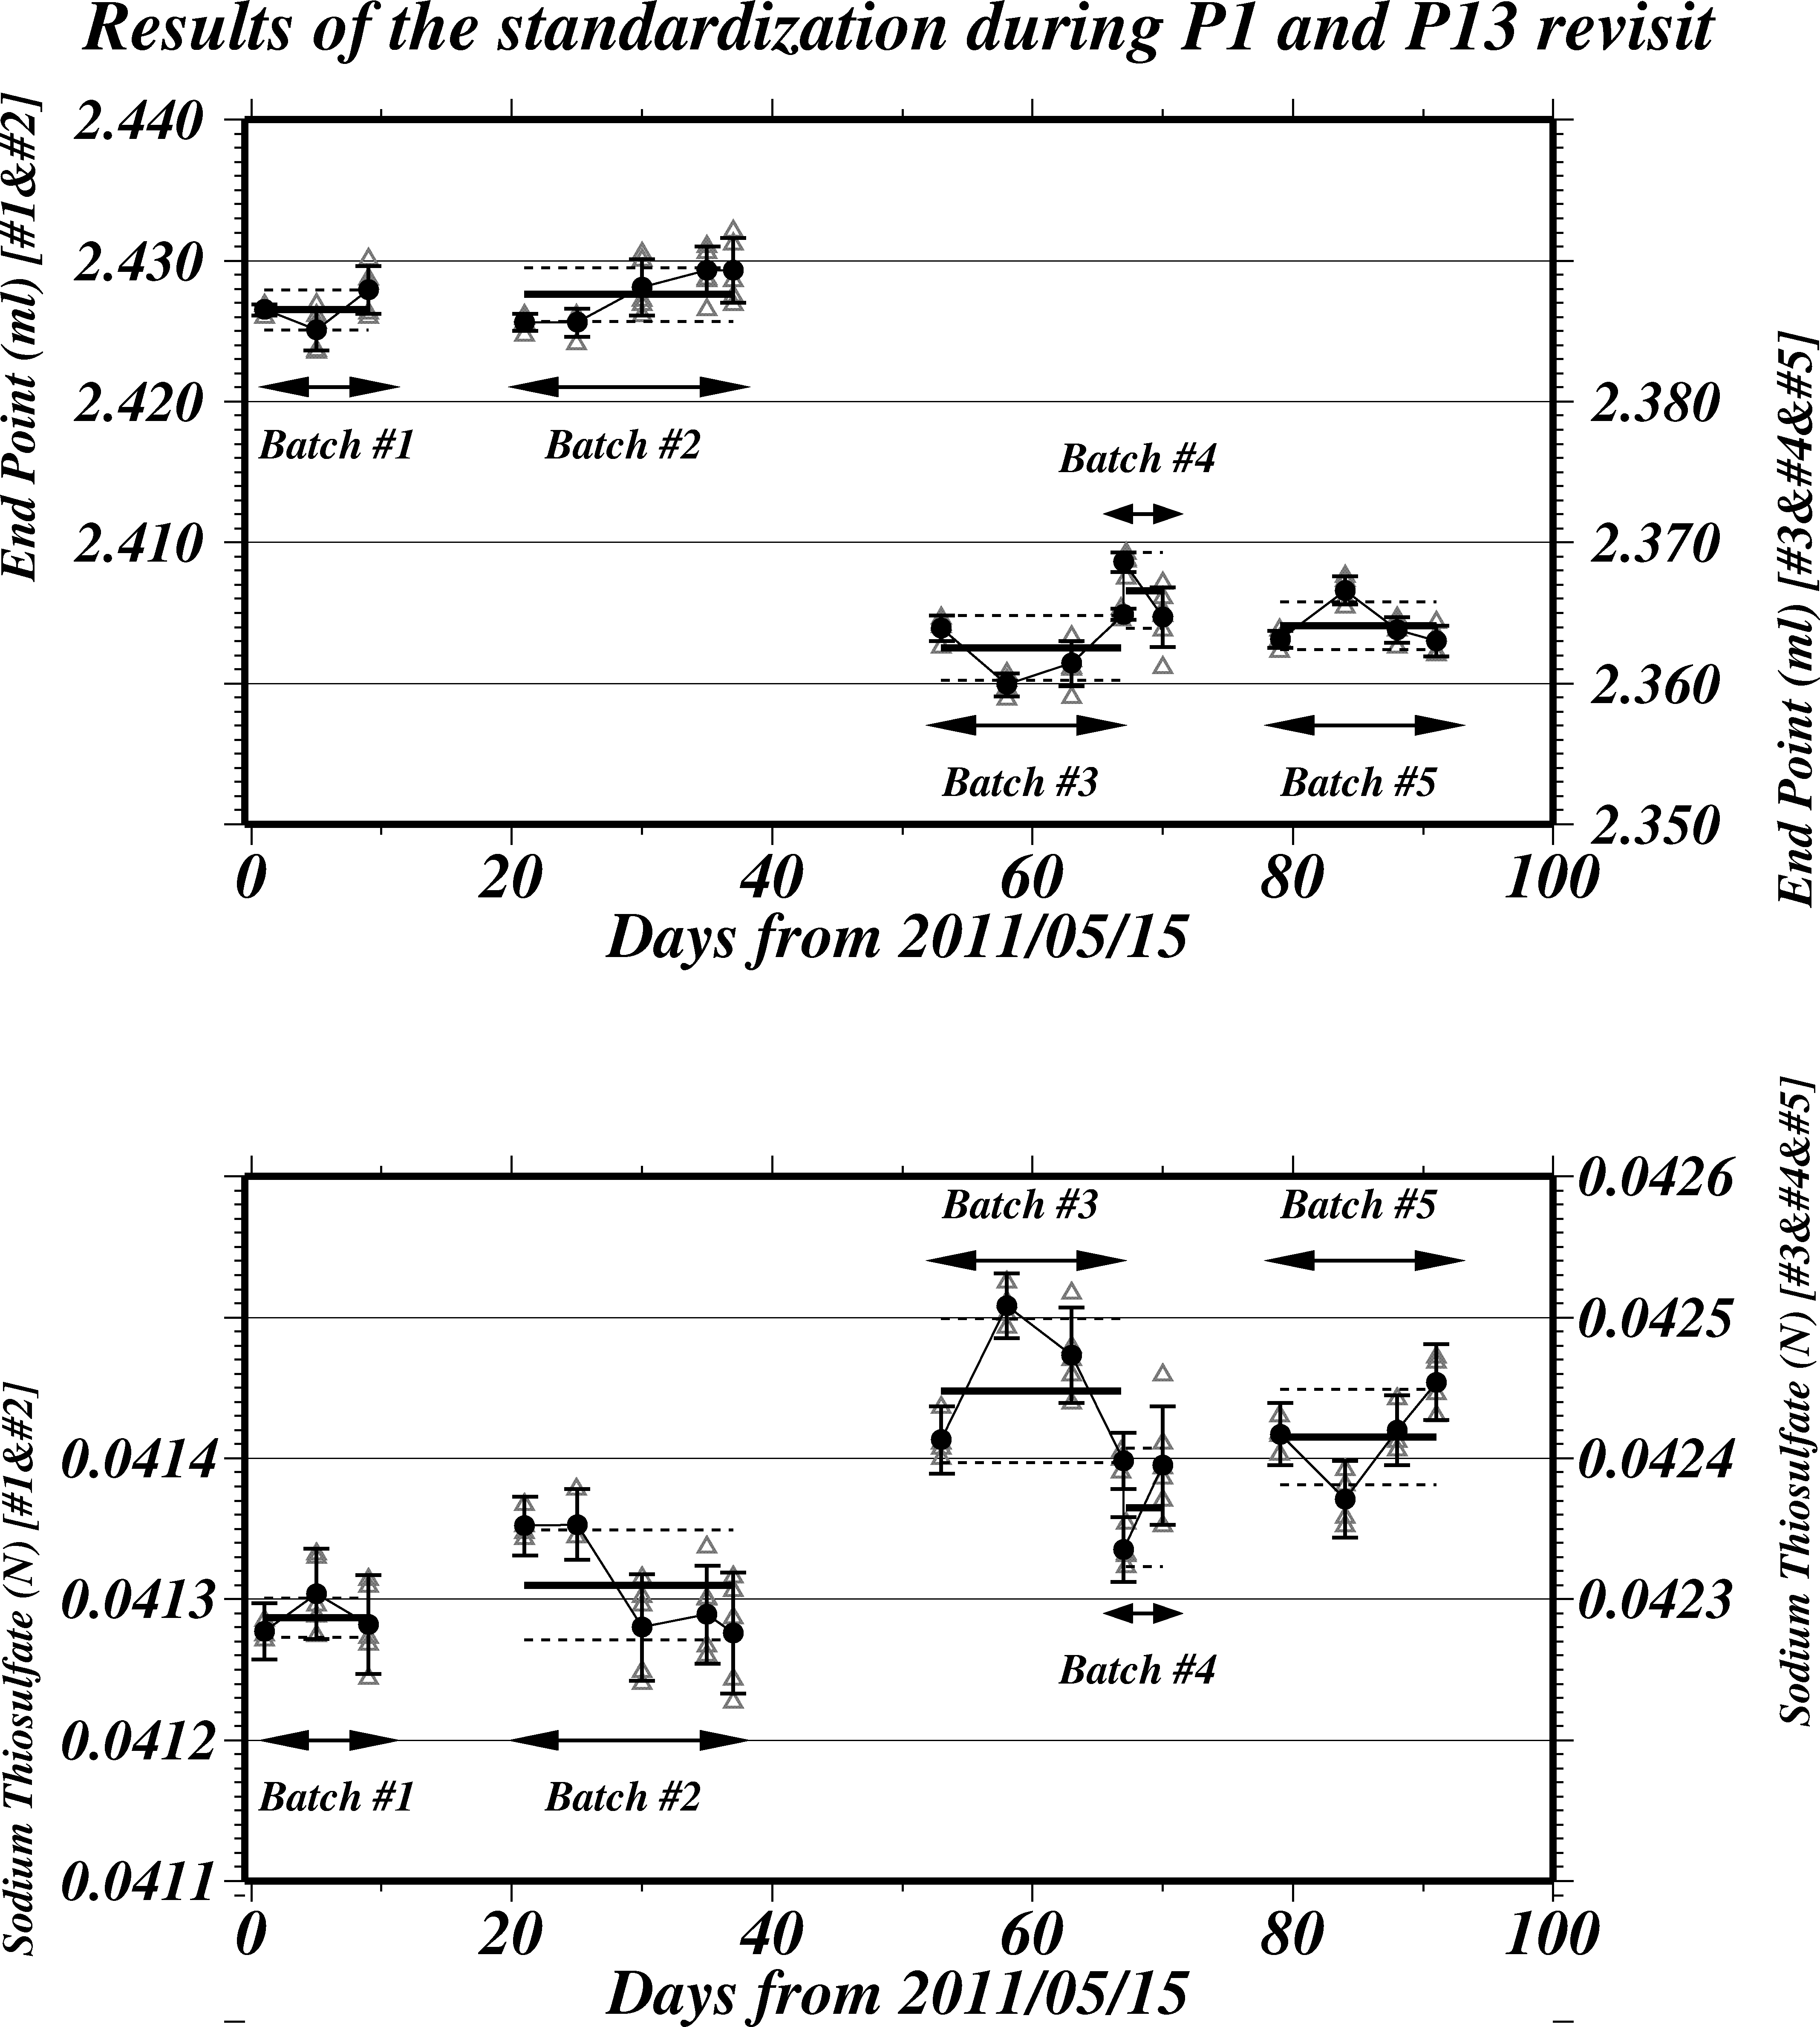 Results of the standardization during P1 and P13 revisit
End Point (ml) [#1&#2]
2.440
2.430
2.420
2.410
Batch #1
Batch #2
Batch #4
Batch #3
Batch #5
2.380
2.370
2.360
2.350
End Point (ml) [#3&#4&#5]
0 20 40 60 80 100
Days from 2011/05/15
Sodium Thiosulfate (N) [#1&#2]
0.0414
0.0413
0.0412
0.0411
Batch #3
Batch #5
Batch #4
Batch #1
Batch #2
0.0426
0.0425
0.0424
0.0423
Sodium Thiosulfate (N) [#3&#4&#5]
0 20 40 60 80 100
Days from 2011/05/15